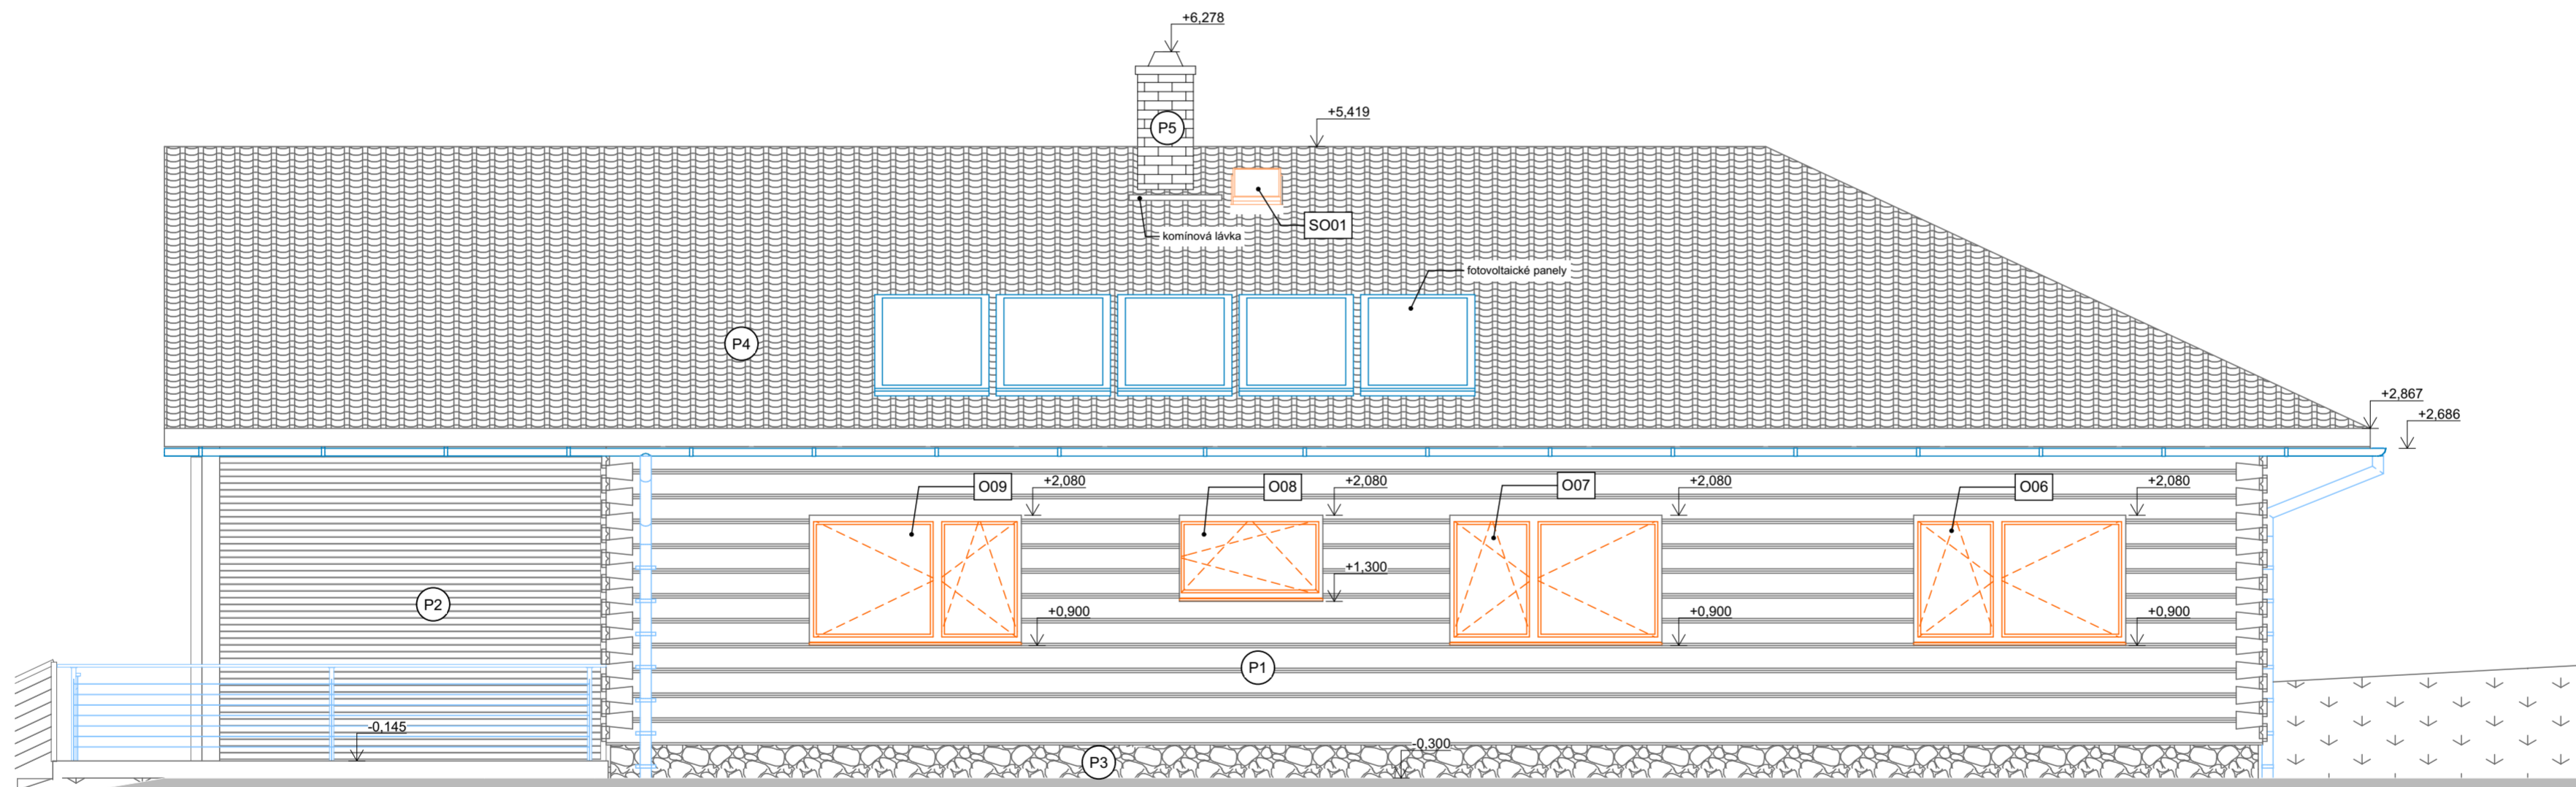 +6,278
P5
+5,419
SO01
komínová lávka
fotovoltaické panely
P4
+2,867
+2,686
O09
+2,080
O08
+2,080
O07
+2,080
O06
+2,080
+1,300
P2
+0,900
+0,900
+0,900
P1
-0,145
-0,300
P3